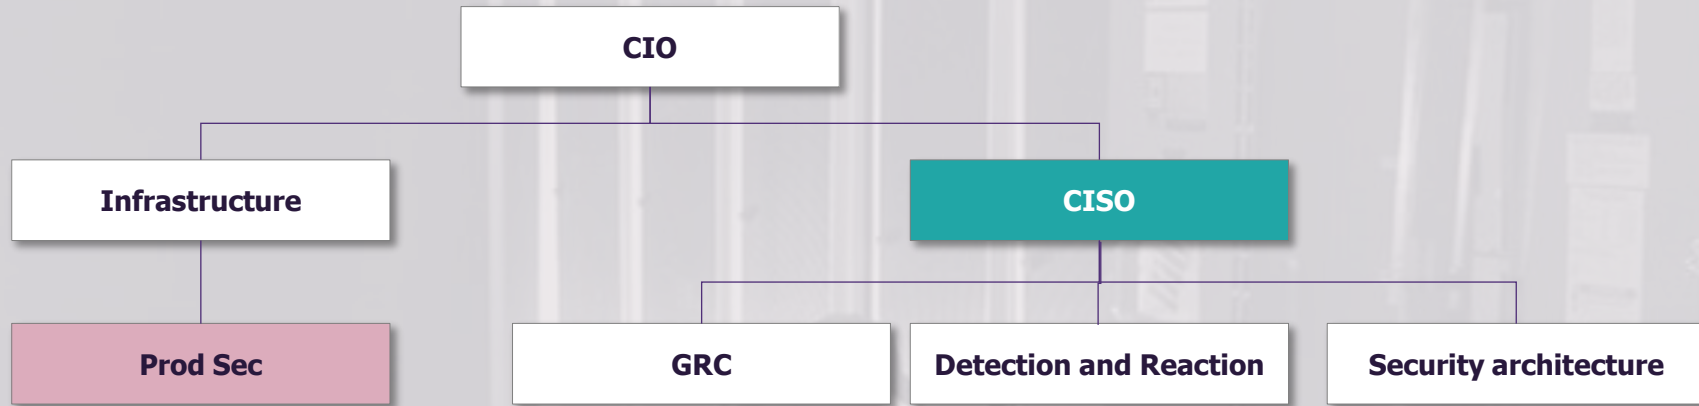 CIO
Infrastructure
CISO
Prod Sec
GRC
Detection and Reaction
Security architecture